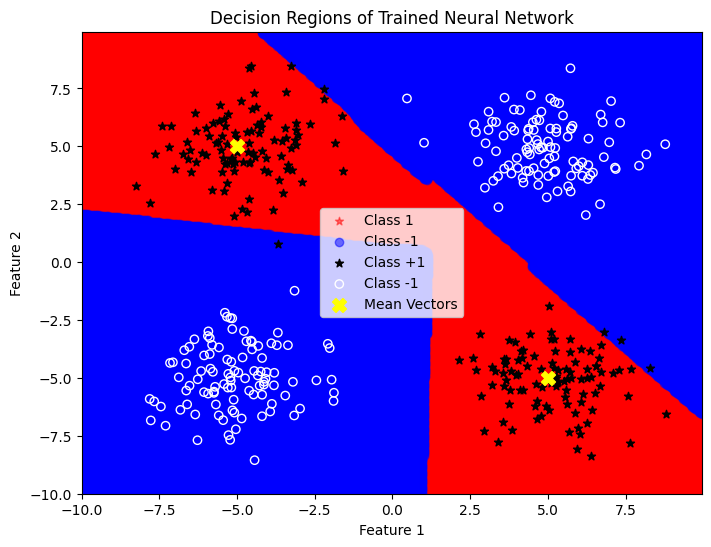 Decision Regions of Trained Neural Network
Feature 2
7.5
5.0
2.5
0.0
−2.5
−5.0
−7.5
−10.0
Class 1
Class -1
Class +1
Class -1
Mean Vectors
−10.0 −7.5 −5.0 −2.5 0.0 2.5 5.0 7.5
Feature 1